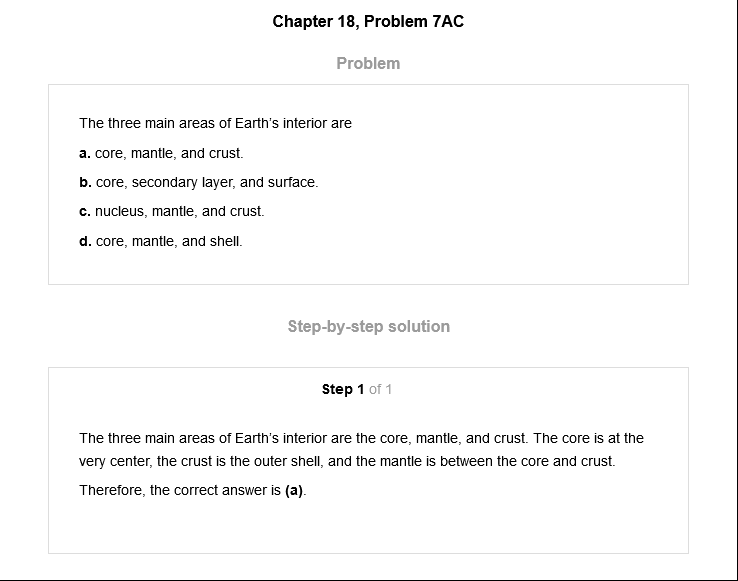 Chapter 18, Problem 7AC
Problem
The three main areas of Earth's interior are
a. core, mantle, and crust.
b. core, secondary layer, and surface.
c. nucleus, mantle, and crust.
d. core, mantle, and shell.
Step-by-step solution
Step 1 of 1
The three main areas of Earth's interior are the core, mantle, and crust. The core is at the
very center, the crust is the outer shell, and the mantle is between the core and crust.
Therefore, the correct answer is (a).